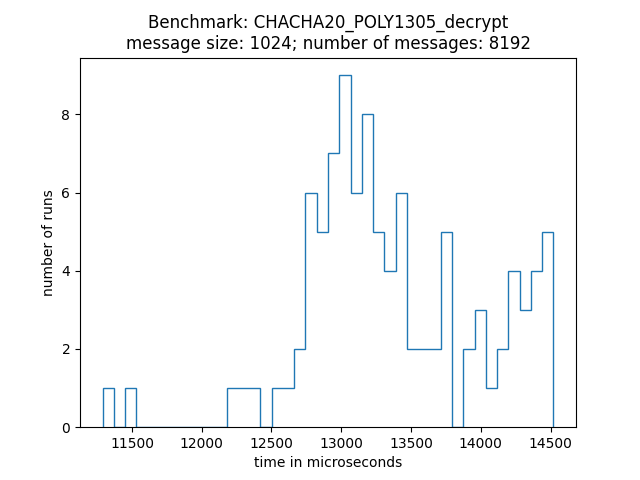 Benchmark: CHACHA20_POLY1305_decrypt
message size: 1024; number of messages: 8192
number of runs
8
6
4
2
0
11500 12000 12500 13000 13500 14000 14500
time in microseconds